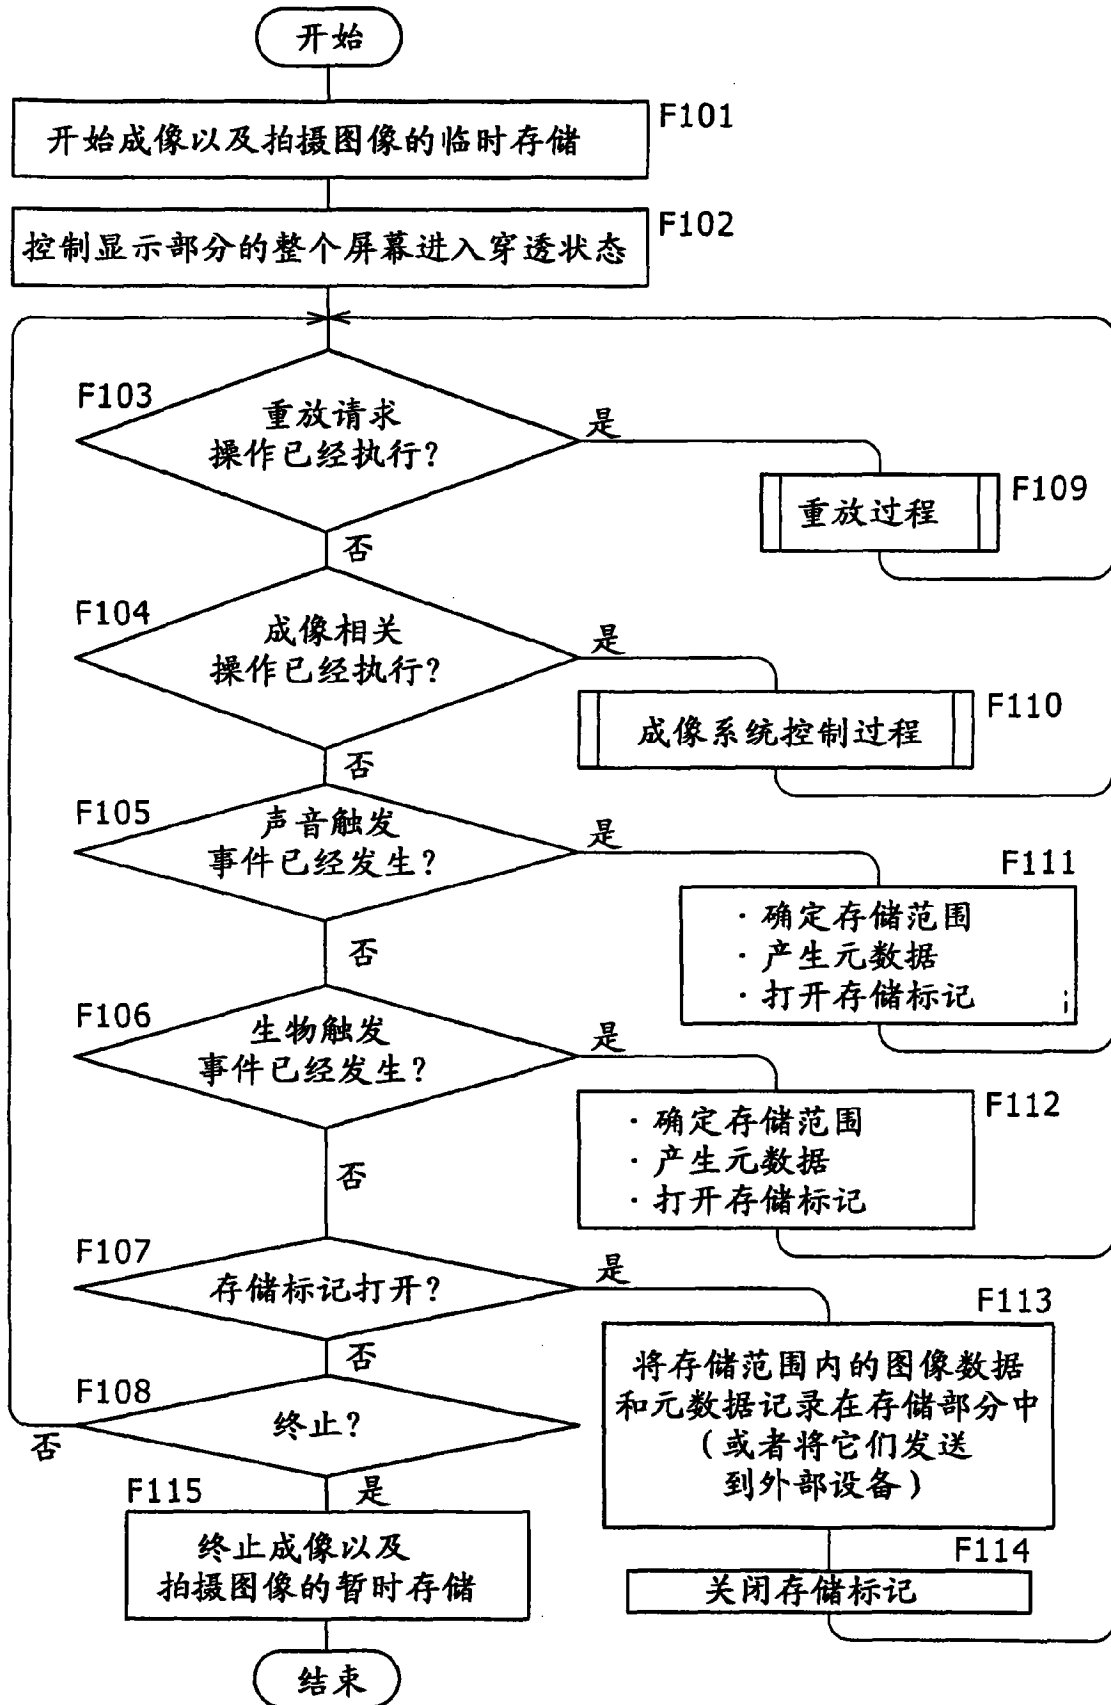 开始
F101
开始成像以及拍摄图像的临时存储
F102
控制显示部分的整个屏幕进入穿透状态
F103
重放请求
操作已经执行?
是
F109
重放过程
否
F104
成像相关
操作已经执行?
是
F110
成像系统控制过程
否
F105
声音触发
事件已经发生?
是
F111
·确定存储范围
·产生元数据
·打开存储标记
否
F106
生物触发
事件已经发生?
是
F112
·确定存储范围
·产生元数据
·打开存储标记
否
F107
存储标记打开?
是
F113
将存储范围内的图像数据
和元数据记录在存储部分中
(或者将它们发送
到外部设备)
否
F108
终止?
否
是
F114
关闭存储标记
F115
终止成像以及
拍摄图像的暂时存储
结束